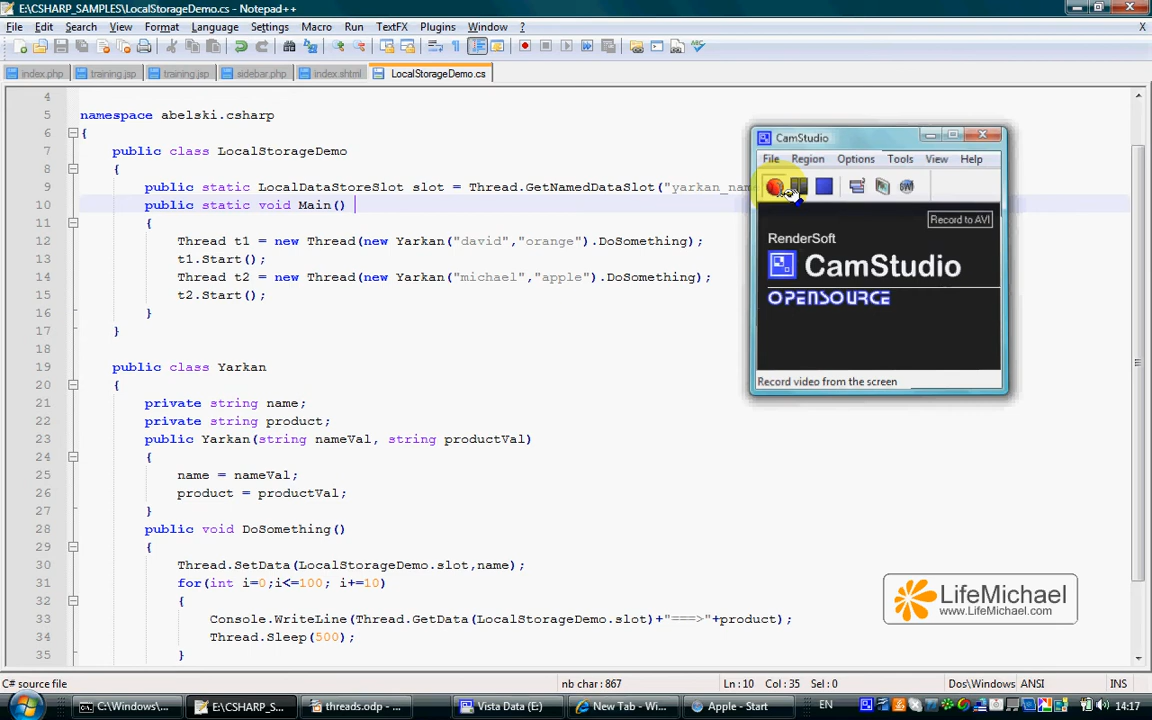 E:\CSHARP_SAMPLES\LocalStorageDemo.cs - Notepad++
File Edit Search View Format Language Settings Macro Run TextFX Plugins Window ?
X
index.php training.jsp training.jsp sidebar.php index.shtml LocalStorageDemo.cs
4
5 namespace abelski.csharp
6 {
7 public class LocalStorageDemo
8 {
9 public static LocalDataStoreSlot slot = Thread.GetNamedDataSlot("yarkan_name
10 public static void Main()
11 {
12 Thread t1 = new Thread(new Yarkan("david","orange").DoSomething);
13 t1.Start();
14 Thread t2 = new Thread(new Yarkan("michael","apple").DoSomething);
15 t2.Start();
16 }
17 }
18
19 public class Yarkan
20 {
21 private string name;
22 private string product;
23 public Yarkan(string nameVal, string productVal)
24 {
25 name = nameVal;
26 product = productVal;
27 }
28 public void DoSomething()
29 {
30 Thread.SetData(LocalStorageDemo.slot,name);
31 for(int i=0;i<=100; i+=10)
32 {
33 Console.WriteLine(Thread.GetData(LocalStorageDemo.slot)+"===>"+product);
34 Thread.Sleep(500);
35 }
CamStudio
File Region Options Tools View Help
Record to AVI
RenderSoft
CamStudio
OPENSOURCE
Record video from the screen
LifeMichael
www.LifeMichael.com
C# source file nb char : 867 Ln : 10 Col : 35 Sel : 0 Dos\Windows ANSI INS
C:\Windows\... E:\CSHARP_S... threads.odp - ... Vista Data (E:) New Tab - Wi... Apple - Start EN 14:17